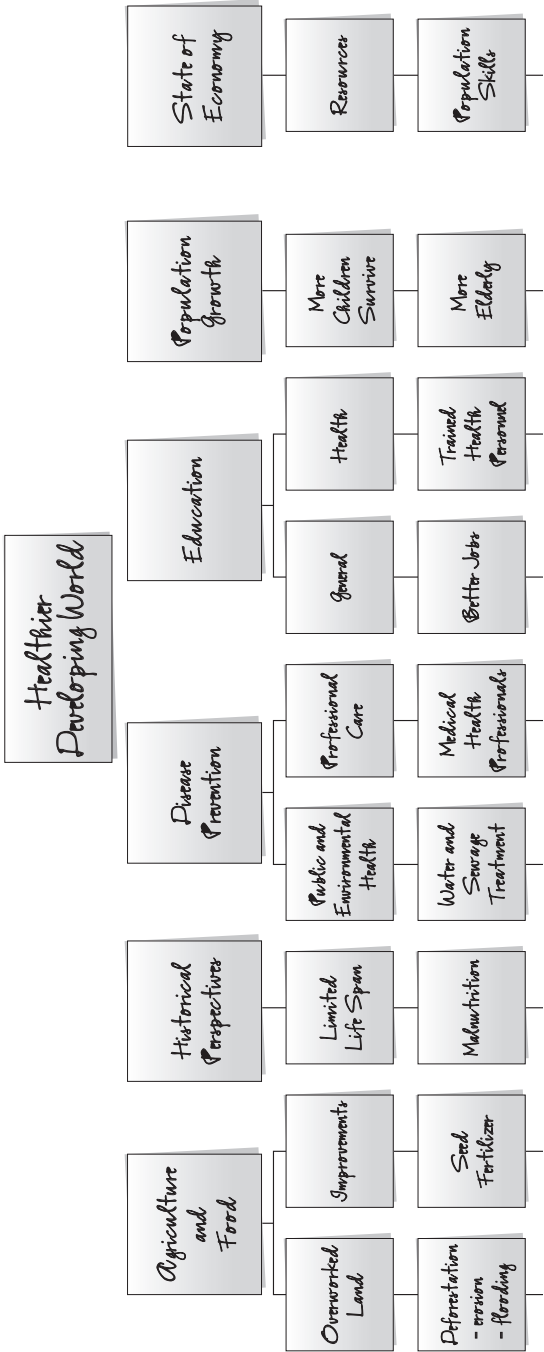 Healthier
Developing World
Agriculture
and
Food
Historical
Perspectives
Disease
Prevention
Education
Population
Growth
State of
Economy
Overworked
Land
Improvements
Limited
Life Span
Public and
Environmental
Health
Professional
Care
General
Health
More
Children
Survive
Resources
Deforestation
- erosion
- flooding
Seed
Fertilizer
Malnutrition
Water and
Sewage
Treatment
Medical
Health
Professionals
Better Jobs
Trained
Health
Personnel
More
Elderly
Population
Skills